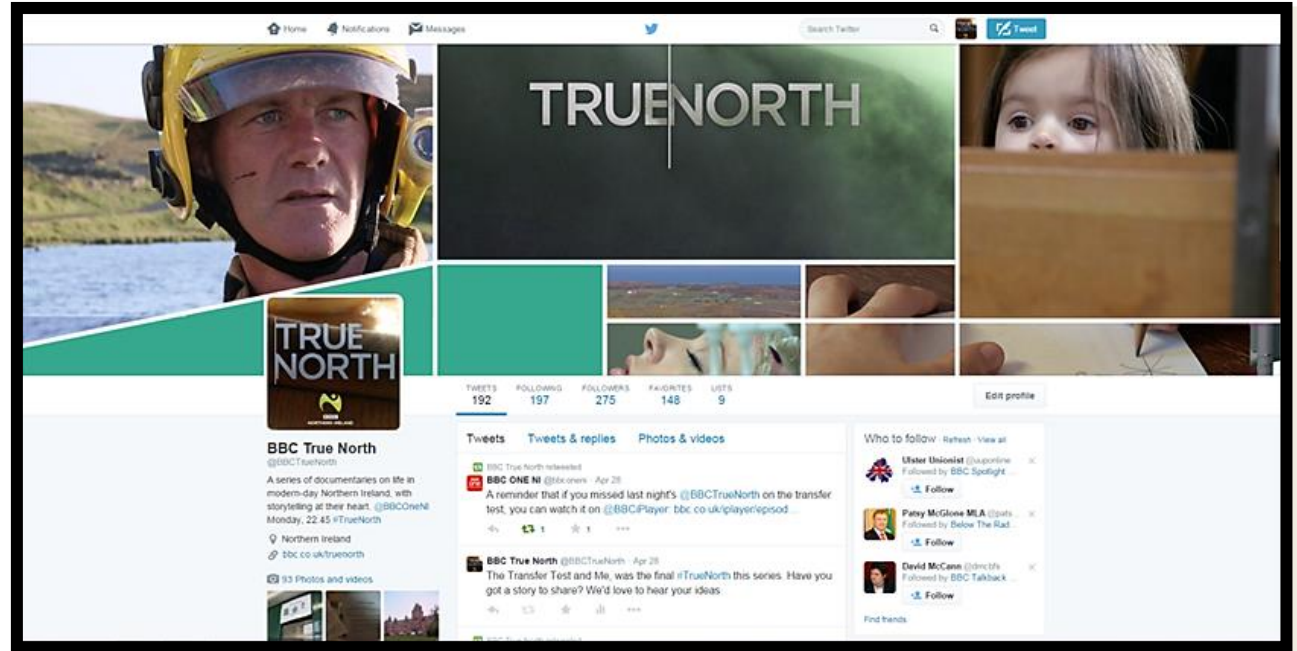 Home Notifications Messages Search Twitter Tweet
TRUENORTH
TRUE
NORTH
BBC
NORTHERN IRELAND
TWEETS FOLLOWING FOLLOWERS FAVORITES LISTS
192 197 275 148 9
Edit profile
BBC True North
@BBCTrueNorth
A series of documentaries on life in
modern-day Northern Ireland, with
storytelling at their heart. @BBCOneNI
Monday, 22.45 #TrueNorth
Northern Ireland
bbc.co.uk/truenorth
93 Photos and videos
Tweets Tweets & replies Photos & videos
BBC True North retweeted
BBC ONE NI @bbconeni · Apr 28
A reminder that if you missed last night's @BBCTrueNorth on the transfer
test, you can watch it on @BBCiPlayer: bbc.co.uk/iplayer/episod...
1 1
BBC True North @BBCTrueNorth · Apr 28
The Transfer Test and Me, was the final #TrueNorth this series. Have you
got a story to share? We'd love to hear your ideas
Who to follow · Refresh · View all
Ulster Unionist @uuponline
Followed by BBC Spotlight ...
Follow
Patsy McGlone MLA @pats...
Followed by Below The Rad...
Follow
David McCann @dmcbfs
Followed by BBC Talkback ...
Follow
Find friends